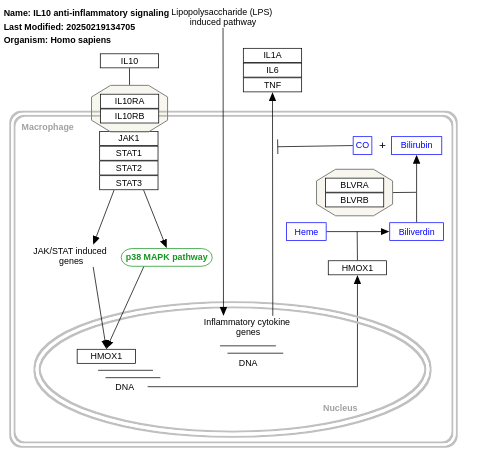 Name: IL10 anti-inflammatory signaling
Last Modified: 20250219134705
Organism: Homo sapiens
Lipopolysaccharide (LPS)
induced pathway
IL10
IL1A
IL6
TNF
IL10RA
IL10RB
Macrophage
JAK1
STAT1
STAT2
STAT3
CO
+
Bilirubin
BLVRA
BLVRB
Heme
Biliverdin
JAK/STAT induced
genes
p38 MAPK pathway
HMOX1
Inflammatory cytokine
genes
HMOX1
DNA
DNA
Nucleus